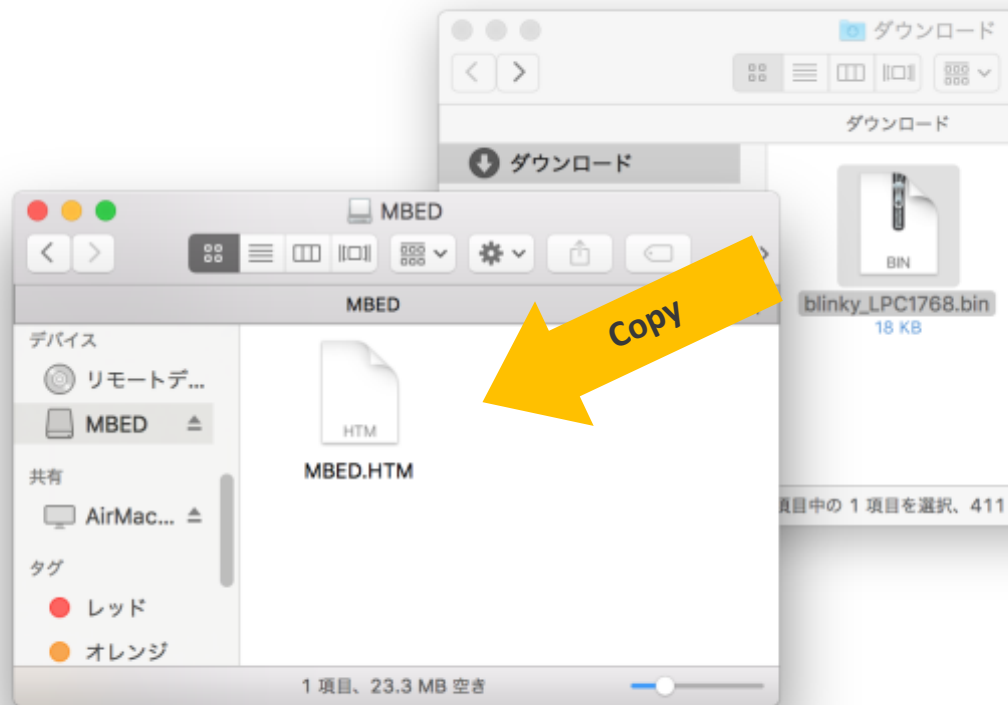 ダウンロード
ダウンロード
ダウンロード
BIN
blinky_LPC1768.bin
18 KB
項目中の 1 項目を選択、411
MBED
MBED
Copy
デバイス
リモートデ...
MBED
共有
AirMac...
タグ
レッド
オレンジ
HTM
MBED.HTM
1 項目、23.3 MB 空き